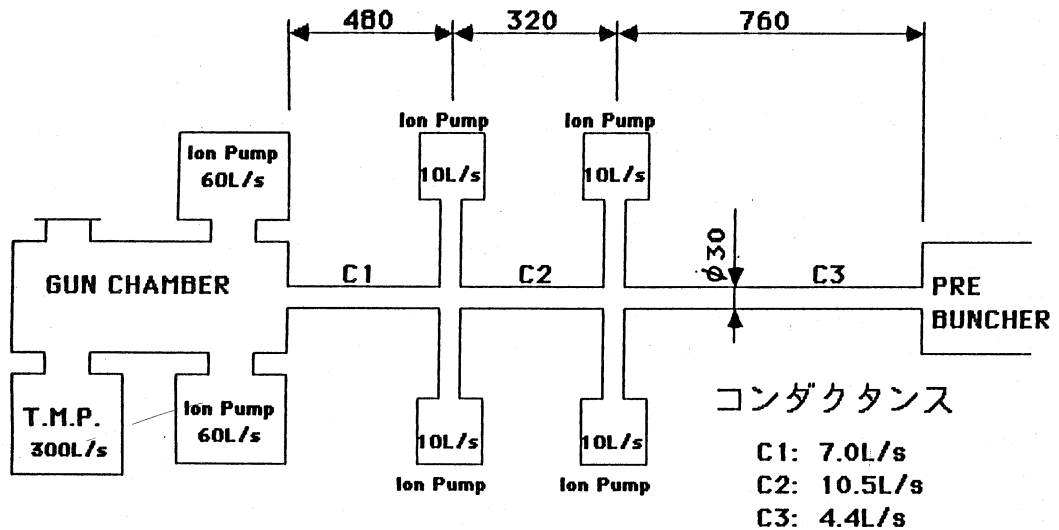 480
320
760
Ion Pump
Ion Pump
Ion Pump
60L/s
10L/s
10L/s
GUN CHAMBER
C1
C2
φ30
C3
PRE
BUNCHER
T.M.P.
300L/s
Ion Pump
60L/s
10L/s
10L/s
Ion Pump
Ion Pump
コンダクタンス
C1: 7.0L/s
C2: 10.5L/s
C3: 4.4L/s